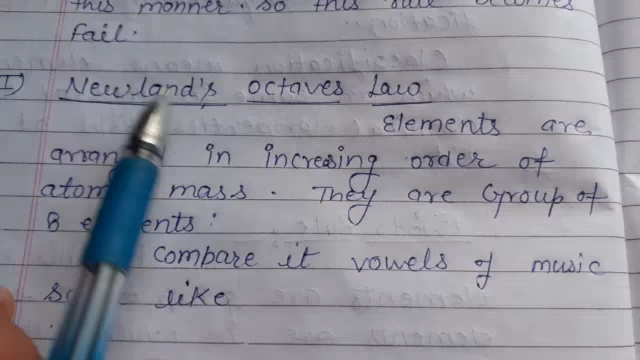 this manner. so this rule becomes
fail.
I) Newland's octaves Law
Elements are
in increasing order of
mass. They are Group of
8
compare it vowels of music
like